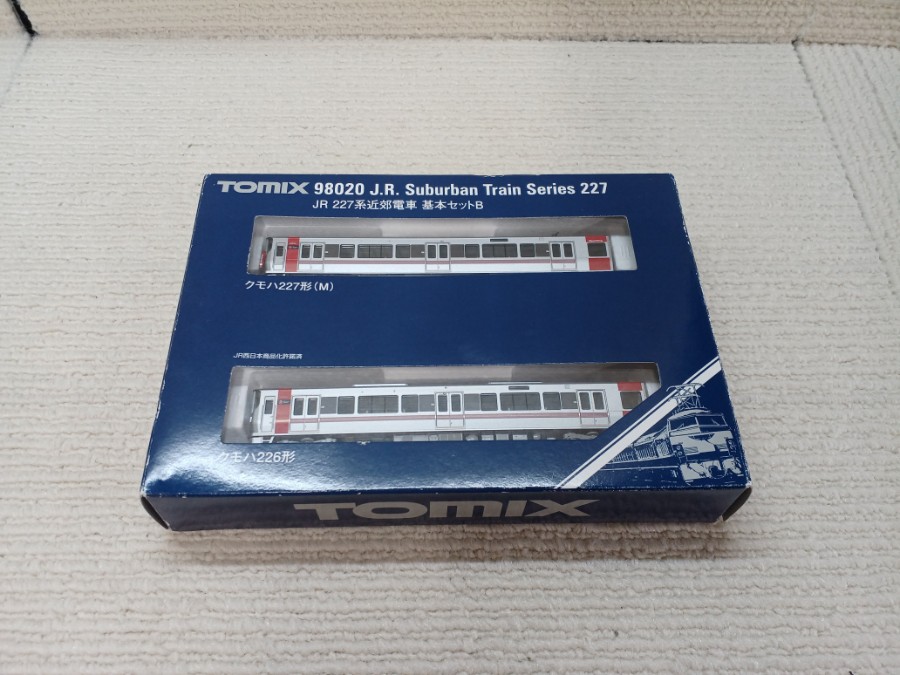 TOMIX 98020 J.R. Suburban Train Series 227
JR 227系近郊電車 基本セットB
クモハ227形(M)
JR西日本商品化許諾済
クモハ226形
TOMIX